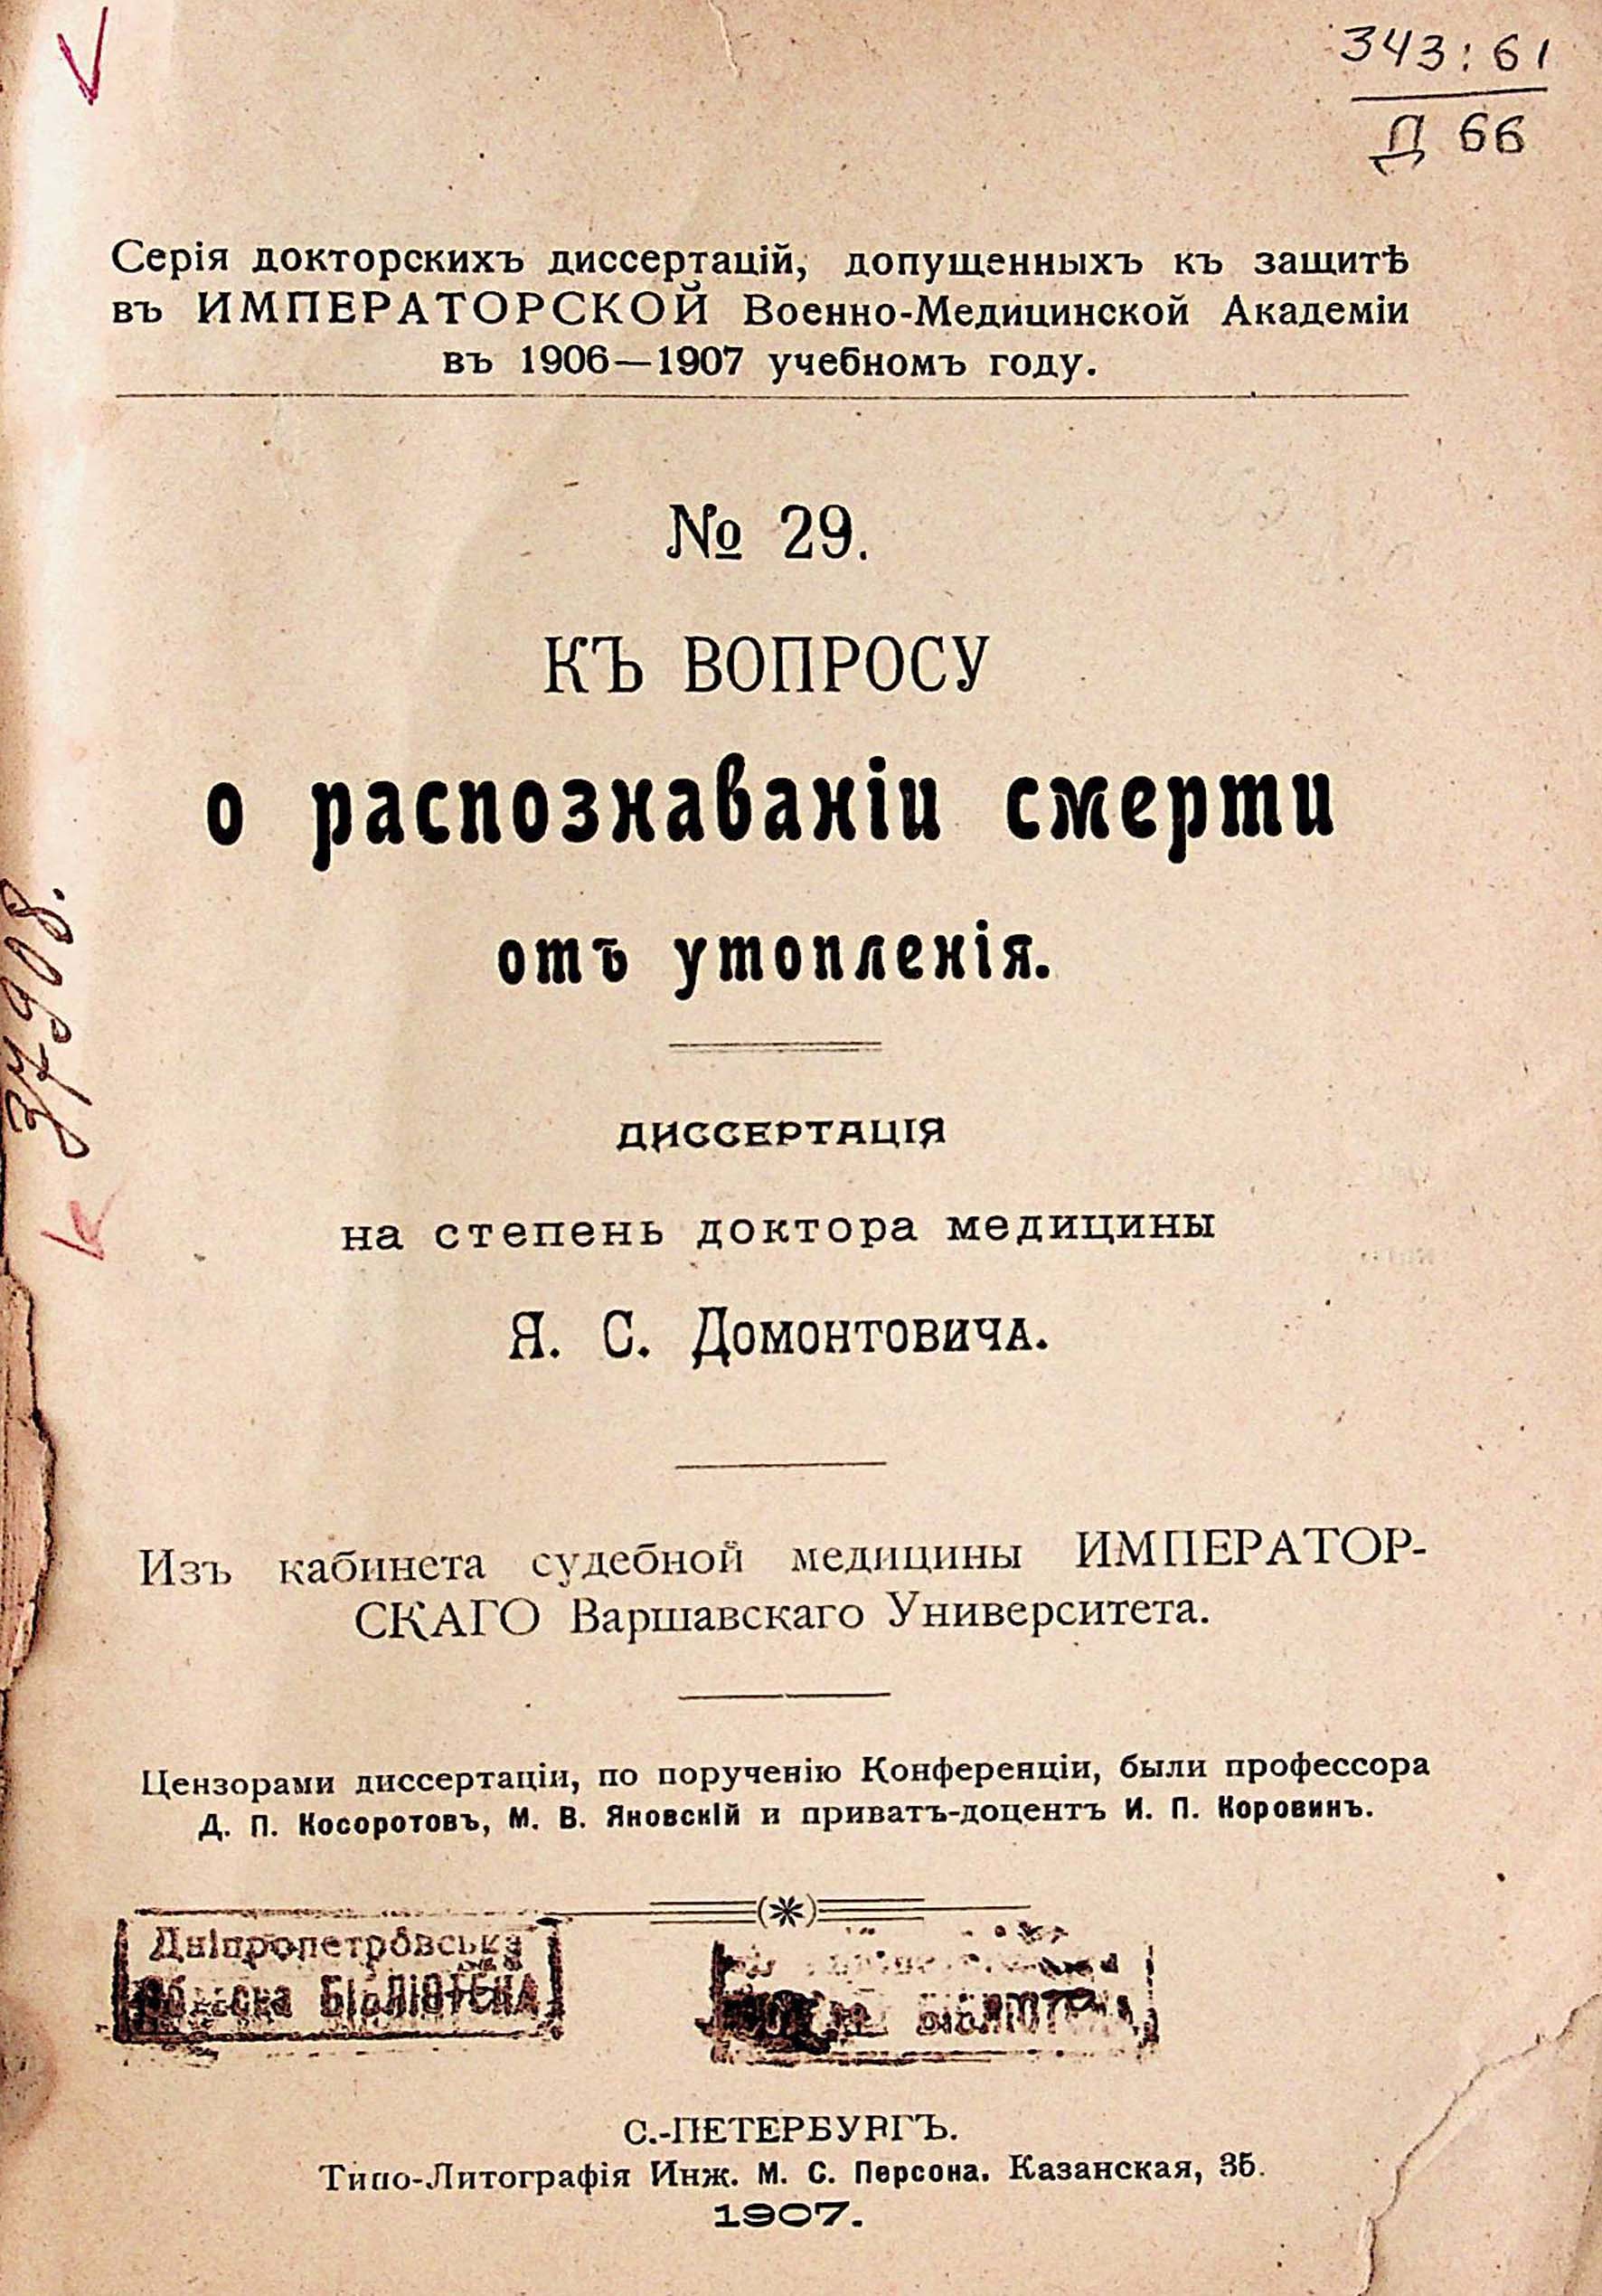 343:61
Д 66
Серія докторскихъ диссертацій, допущенныхъ къ защитѣ
въ ИМПЕРАТОРСКОЙ Военно-Медицинской Академіи
въ 1906—1907 учебномъ году.
№ 29.
КЪ ВОПРОСУ
о распознаваніи смерти
отъ утопленія.
37908.
ДИССЕРТАЦІЯ
на степень доктора медицины
Я. С. Домонтовича.
Изъ кабинета судебной медицины ИМПЕРАТОР-
СКАГО Варшавскаго Университета.
Цензорами диссертаціи, по порученію Конференціи, были профессора
Д. П. Косоротовъ, М. В. Яновскій и приватъ-доцентъ И. П. Коровинъ.
Дніпропетровська
БІБЛІОТЕКА
БІБЛІОТЕКА
С.-ПЕТЕРБУРГЪ.
Типо-Литографія Инж. М. С. Персона. Казанская, 35.
1907.